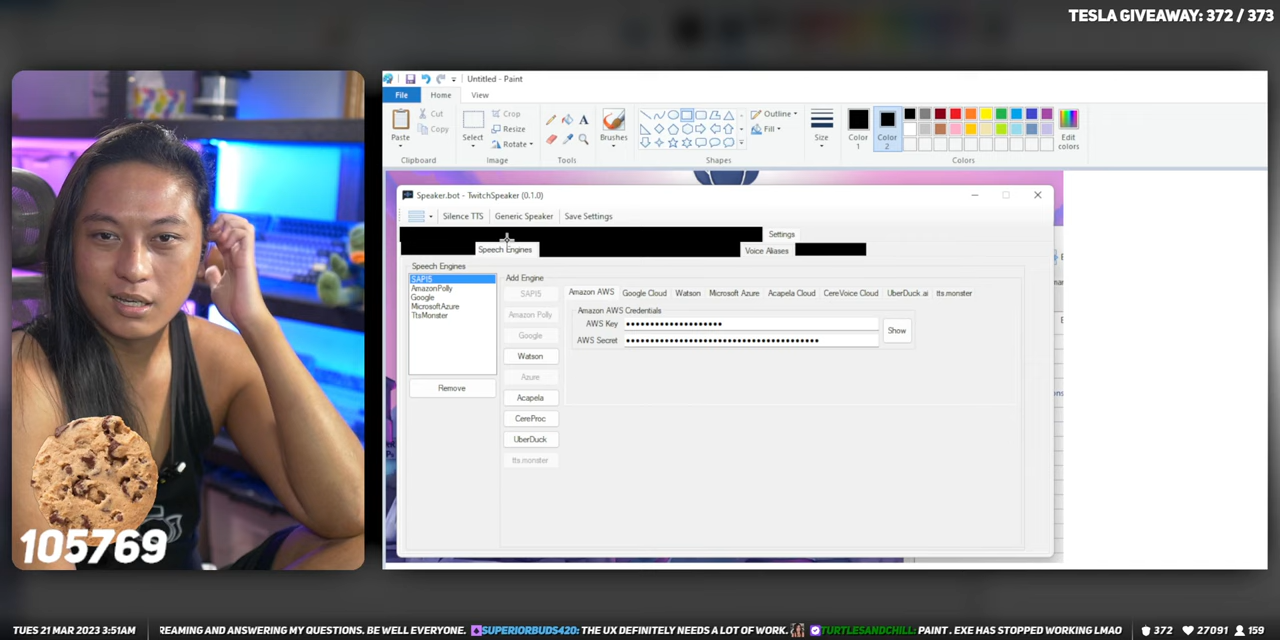 TESLA GIVEAWAY: 372 / 373
Untitled - Paint
File Home View
Paste
Cut
Copy
Clipboard
Select
Crop
Resize
Rotate
Image
Tools
Brushes
Shapes
Outline
Fill
Size
Color 1
Color 2
Edit colors
Colors
Speaker.bot - TwitchSpeaker (0.1.0)
Silence TTS Generic Speaker Save Settings
Settings
Speech Engines Voice Aliases
Speech Engines
SAPI5
AmazonPolly
Google
MicrosoftAzure
TtsMonster
Remove
Add Engine
SAPI5
Amazon Polly
Google
Watson
Azure
Acapela
CereProc
UberDuck
tts.monster
Amazon AWS Google Cloud Watson Microsoft Azure Acapela Cloud CereVoice Cloud UberDuck.ai tts.monster
Amazon AWS Credentials
AWS Key
AWS Secret
Show
105769
TUES 21 MAR 2023 3:51AM REAMING AND ANSWERING MY QUESTIONS. BE WELL EVERYONE. SUPERIORBUDS420: THE UX DEFINITELY NEEDS A LOT OF WORK. TURTLESANDCHILL: PAINT . EXE HAS STOPPED WORKING LMAO 372 27091 159